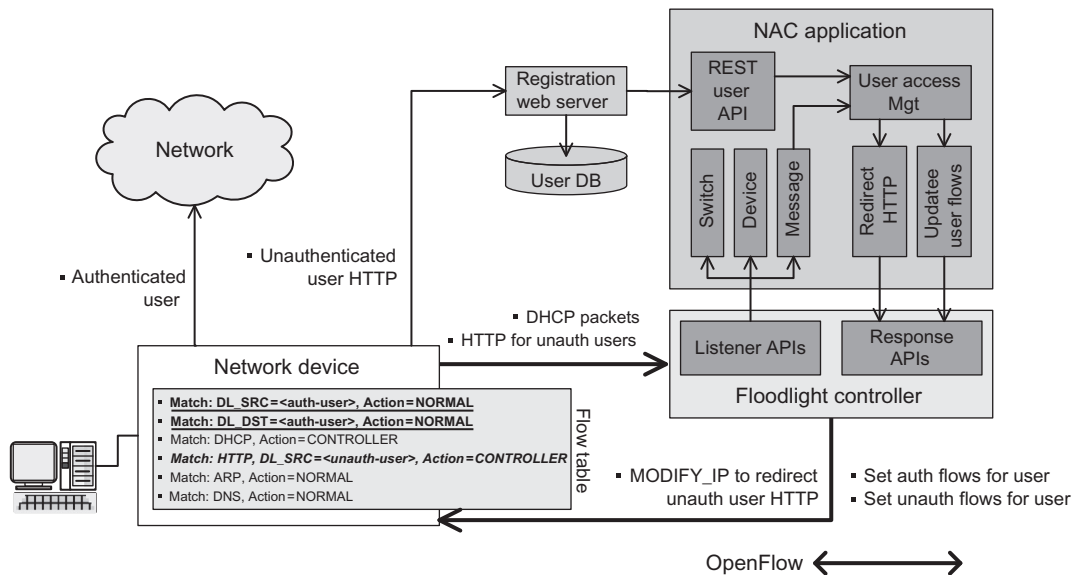 NAC application
REST
user
API
User access
Mgt
Registration
web server
User DB
Switch
Device
Message
Redirect
HTTP
Updatee
user flows
Network
▪ Authenticated
user
▪ Unauthenticated
user HTTP
▪ DHCP packets
▪ HTTP for unauth users
Listener APIs
Response
APIs
Floodlight controller
Network device
▪ Match: DL_SRC=<auth-user>, Action=NORMAL
▪ Match: DL_DST=<auth-user>, Action=NORMAL
▪ Match: DHCP, Action=CONTROLLER
▪ Match: HTTP, DL_SRC=<unauth-user>, Action=CONTROLLER
▪ Match: ARP, Action=NORMAL
▪ Match: DNS, Action=NORMAL
Flow table
▪ MODIFY_IP to redirect
unauth user HTTP
▪ Set auth flows for user
▪ Set unauth flows for user
OpenFlow